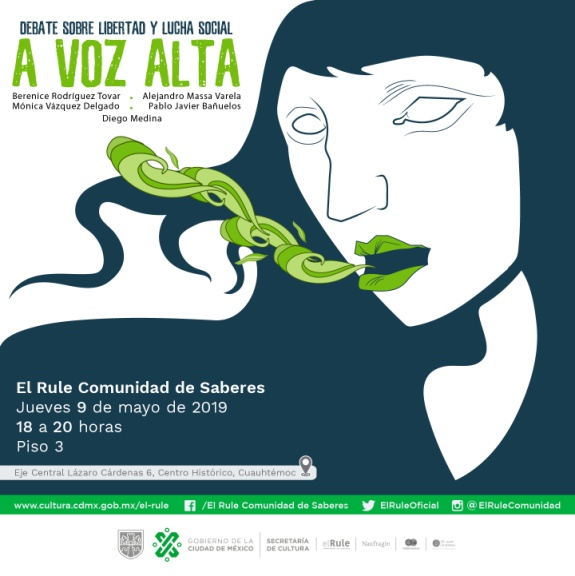 DEBATE SOBRE LIBERTAD Y LUCHA SOCIAL
A VOZ ALTA
Berenice Rodríguez Tovar . Alejandro Massa Varela
Mónica Vázquez Delgado . Pablo Javier Bañuelos
Diego Medina
El Rule Comunidad de Saberes
Jueves 9 de mayo de 2019
18 a 20 horas
Piso 3
Eje Central Lázaro Cárdenas 6, Centro Histórico, Cuauhtémoc
www.cultura.cdmx.gob.mx/el-rule /El Rule Comunidad de Saberes ElRuleOficial @ElRuleComunidad
GOBIERNO DE LA CIUDAD DE MÉXICO
SECRETARÍA DE CULTURA
elRule
Naufragin